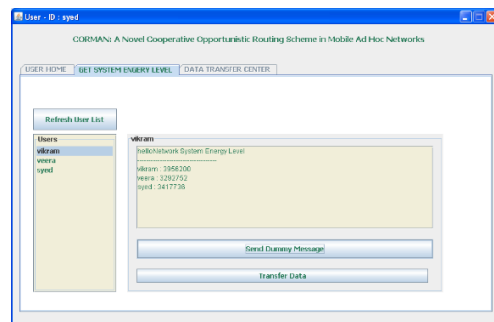 User - ID : syed
CORMAN: A Novel Cooperative Opportunistic Routing Scheme in Mobile Ad Hoc Networks
USER HOME GET SYSTEM ENGERY LEVEL DATA TRANSFER CENTER
Refresh User List
Users
vikram
veera
syed
vikram
helloNetwork System Energy Level
--------------------------------
vikram : 3956200
veera : 3292752
syed : 3417736
Send Dummy Message
Transfer Data